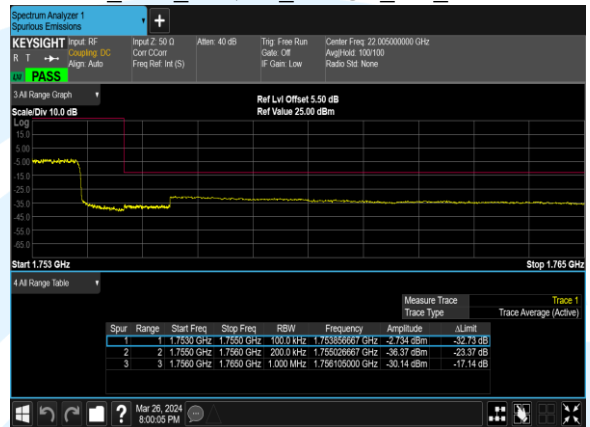 Spectrum Analyzer 1
Spurious Emissions
+
KEYSIGHT Input: RF Input Z: 50 Ω Atten: 40 dB Trig: Free Run Center Freq: 22.005000000 GHz
R T Coupling: DC Corr CCorr Gate: Off Avg|Hold: 100/100
Align: Auto Freq Ref: Int (S) IF Gain: Low Radio Std: None
LW PASS
3 All Range Graph
Ref Lvl Offset 5.50 dB
Scale/Div 10.0 dB Ref Value 25.00 dBm
Log
15.0
5.00
-5.00
-15.0
-25.0
-35.0
-45.0
-55.0
-65.0
Start 1.753 GHz Stop 1.765 GHz
4 All Range Table
Measure Trace Trace 1
Trace Type Trace Average (Active)
Spur Range Start Freq Stop Freq RBW Frequency Amplitude ΔLimit
1 1 1.7530 GHz 1.7550 GHz 100.0 kHz 1.753856667 GHz -2.734 dBm -32.73 dB
2 2 1.7550 GHz 1.7560 GHz 200.0 kHz 1.755026667 GHz -36.37 dBm -23.37 dB
3 3 1.7560 GHz 1.7650 GHz 1.000 MHz 1.756105000 GHz -30.14 dBm -17.14 dB
? Mar 26, 2024
8:00:05 PM